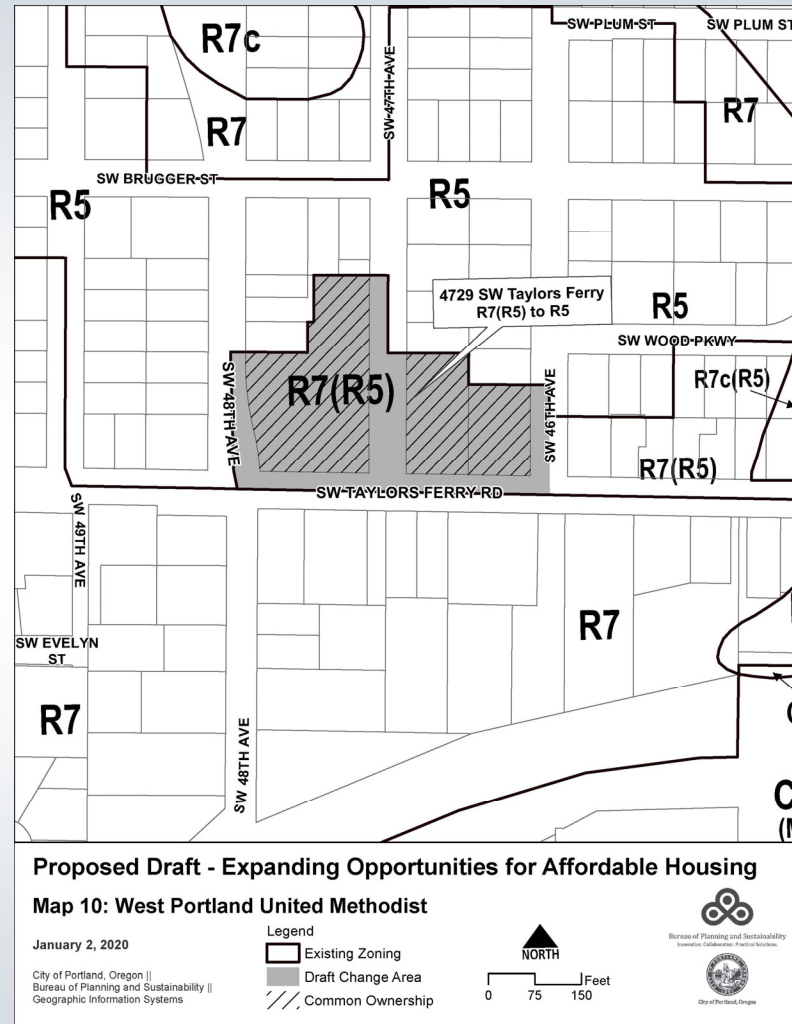 R7c
SW PLUM ST
SW PLUM ST
SW 47TH AVE
R7
R7
SW BRUGGER ST
R5
R5
4729 SW Taylors Ferry
R7(R5) to R5
R5
SW WOOD PKWY
R7c(R5)
SW 48TH AVE
R7(R5)
SW 46TH AVE
R7(R5)
SW TAYLORS FERRY RD
SW 49TH AVE
R7
SW EVELYN
ST
R7
SW 48TH AVE
C
(M
Proposed Draft - Expanding Opportunities for Affordable Housing
Map 10: West Portland United Methodist
January 2, 2020
City of Portland, Oregon ||
Bureau of Planning and Sustainability ||
Geographic Information Systems
Legend
Existing Zoning
Draft Change Area
Common Ownership
NORTH
Feet
0 75 150
Bureau of Planning and Sustainability
Innovation. Collaboration. Practical Solutions.
City of Portland, Oregon